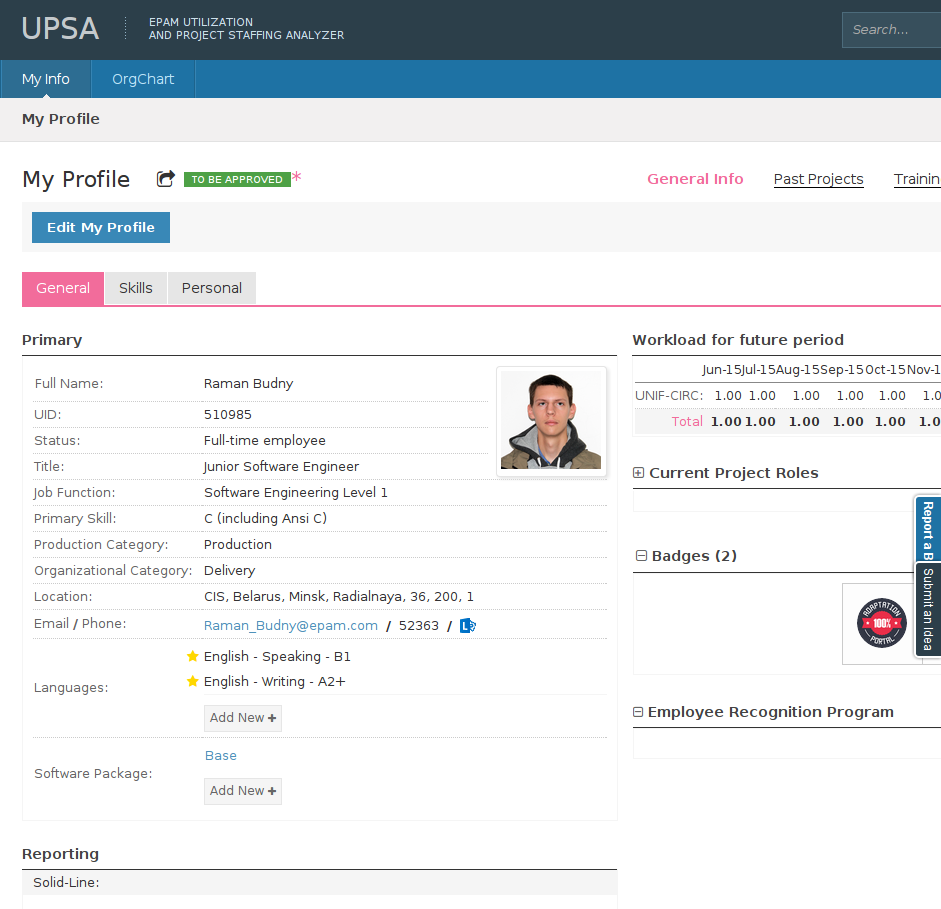 UPSA
EPAM UTILIZATION
AND PROJECT STAFFING ANALYZER
Search...
My Info
OrgChart
My Profile
My Profile
TO BE APPROVED *
General Info
Past Projects
Trainin
Edit My Profile
General
Skills
Personal
Primary
Full Name: Raman Budny
UID: 510985
Status: Full-time employee
Title: Junior Software Engineer
Job Function: Software Engineering Level 1
Primary Skill: C (including Ansi C)
Production Category: Production
Organizational Category: Delivery
Location: CIS, Belarus, Minsk, Radialnaya, 36, 200, 1
Email / Phone: Raman_Budny@epam.com / 52363 /
Languages:
English - Speaking - B1
English - Writing - A2+
Add New +
Software Package:
Base
Add New +
Reporting
Solid-Line:
Workload for future period
Jun-15 Jul-15 Aug-15 Sep-15 Oct-15 Nov-1
UNIF-CIRC: 1.00 1.00 1.00 1.00 1.00 1.0
Total 1.00 1.00 1.00 1.00 1.00 1.0
Current Project Roles
Badges (2)
ADAPTATION
100%
PORTAL
Employee Recognition Program
Report a B
Submit an Idea